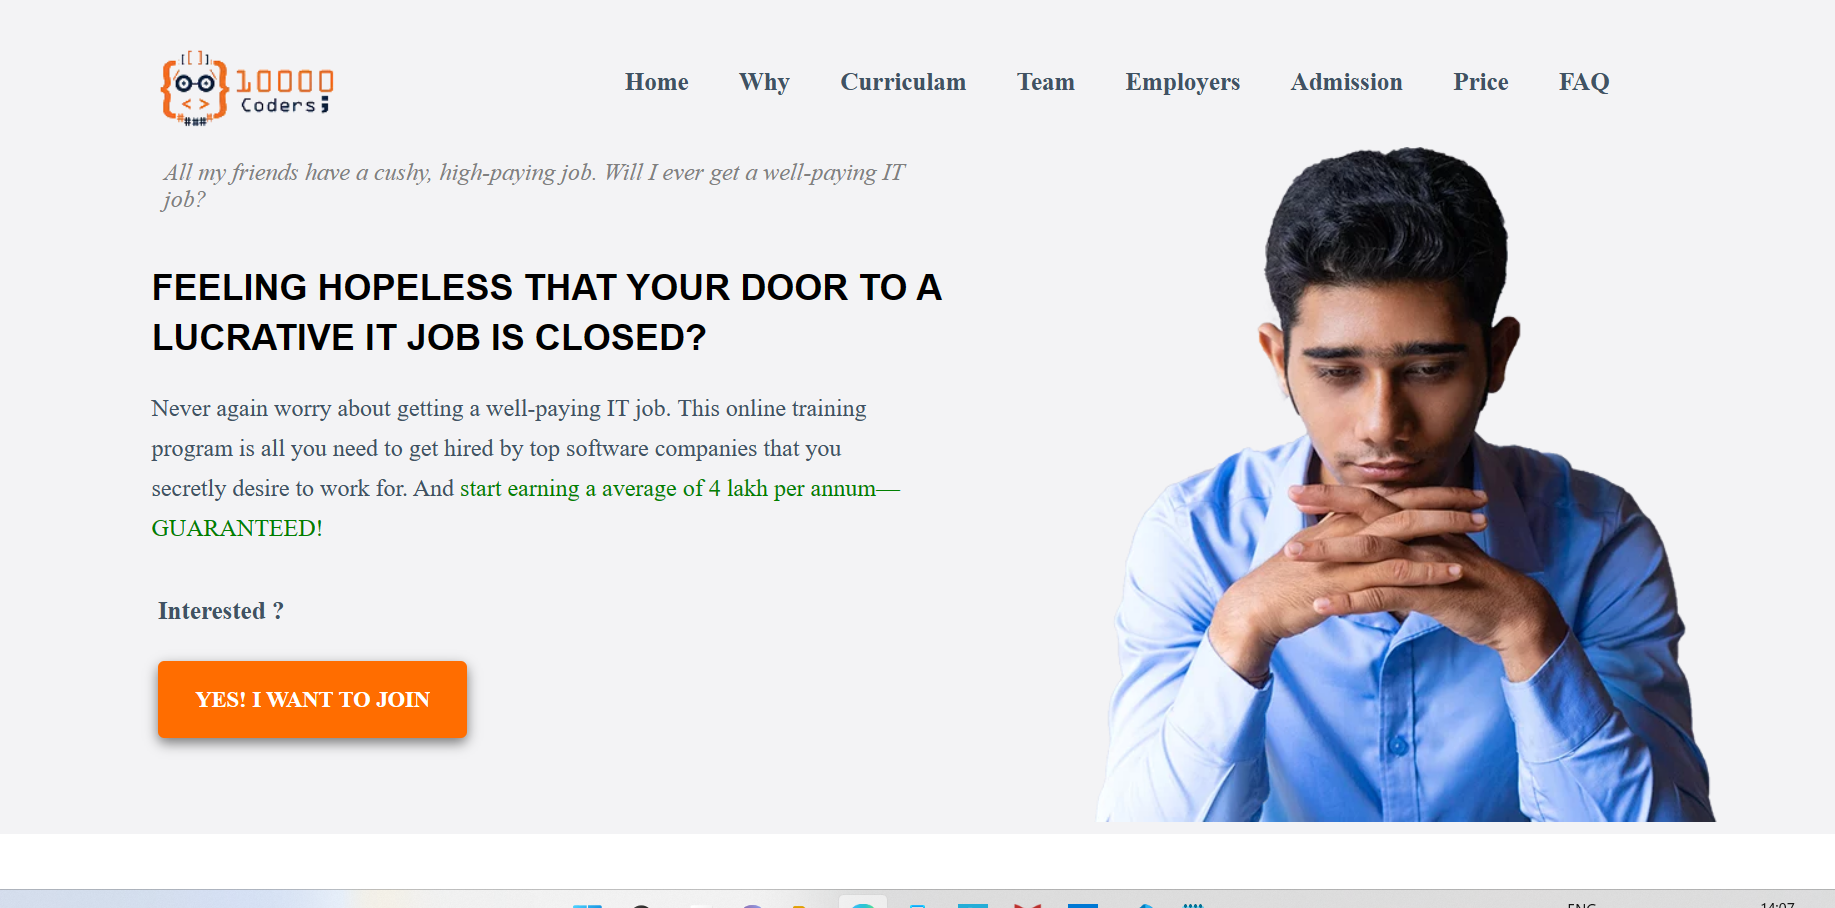 10000
Coders;
Home Why Curriculam Team Employers Admission Price FAQ
All my friends have a cushy, high-paying job. Will I ever get a well-paying IT
job?
FEELING HOPELESS THAT YOUR DOOR TO A
LUCRATIVE IT JOB IS CLOSED?
Never again worry about getting a well-paying IT job. This online training
program is all you need to get hired by top software companies that you
secretly desire to work for. And start earning a average of 4 lakh per annum—
GUARANTEED!
Interested ?
YES! I WANT TO JOIN
ENG 14:07